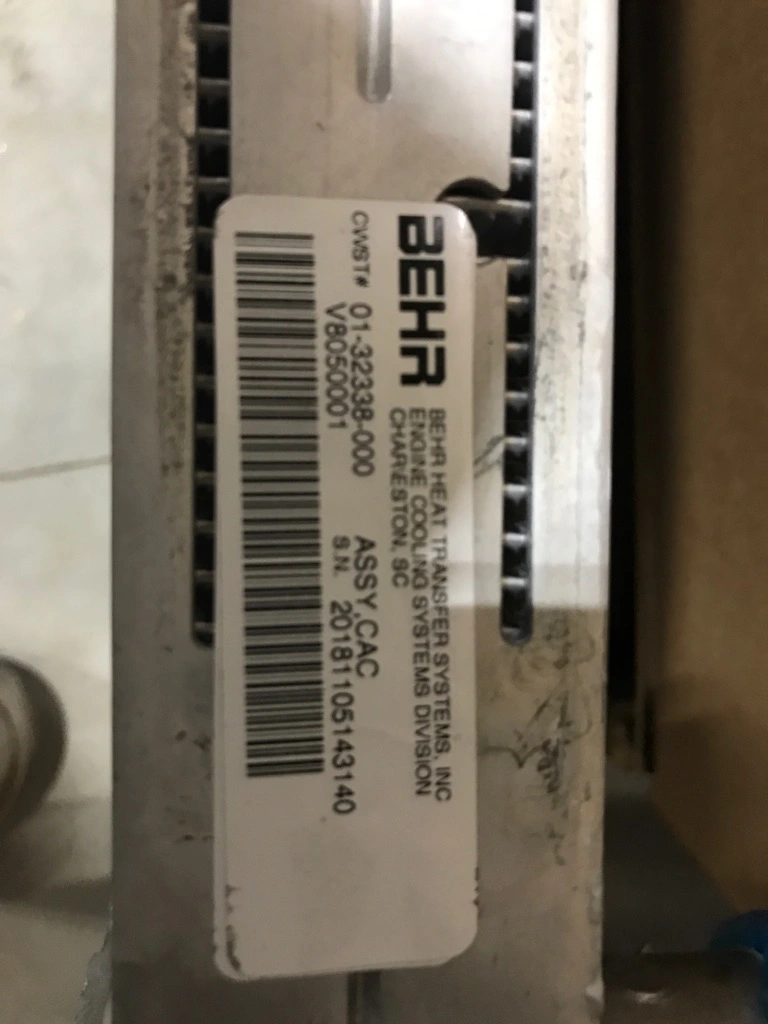 BEHR
BEHR HEAT TRANSFER SYSTEMS, INC
ENGINE COOLING SYSTEMS DIVISION
CHARLESTON, SC
CWST# 01-32338-000 ASSY,CAC
V8050001 S.N. 20181105143140